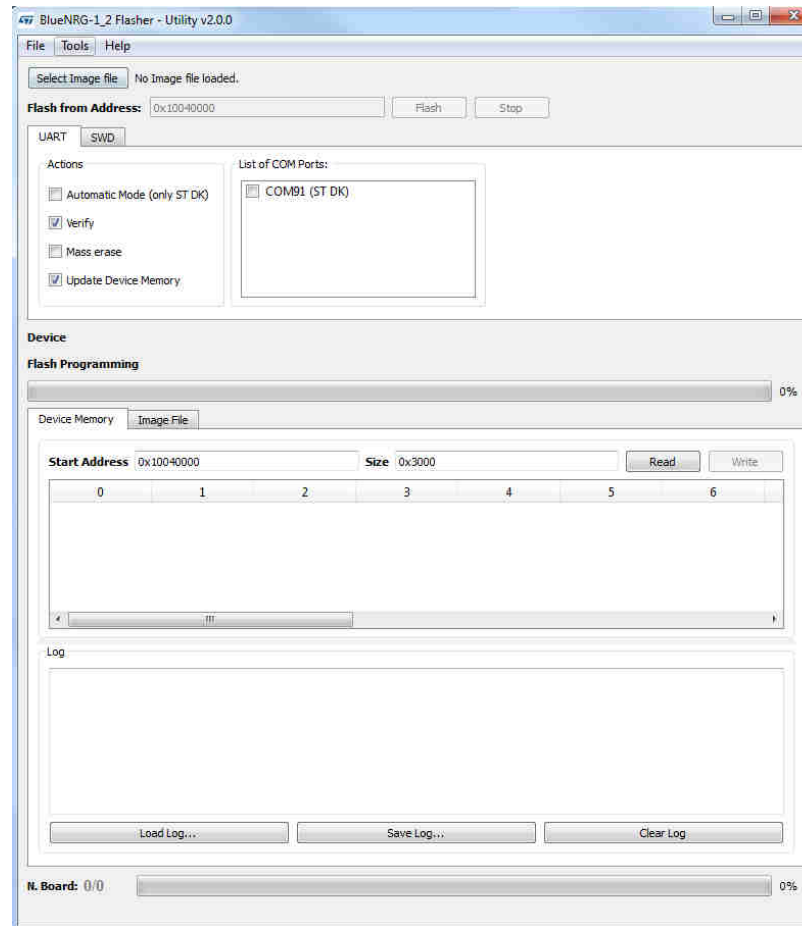 BlueNRG-1_2 Flasher - Utility v2.0.0
File Tools Help
Select Image file No Image file loaded.
Flash from Address: 0x10040000 Flash Stop
UART SWD
Actions List of COM Ports:
Automatic Mode (only ST DK) COM91 (ST DK)
Verify
Mass erase
Update Device Memory
Device
Flash Programming
0%
Device Memory Image File
Start Address 0x10040000 Size 0x3000 Read Write
0 1 2 3 4 5 6
Log
Load Log... Save Log... Clear Log
N. Board: 0/0 0%